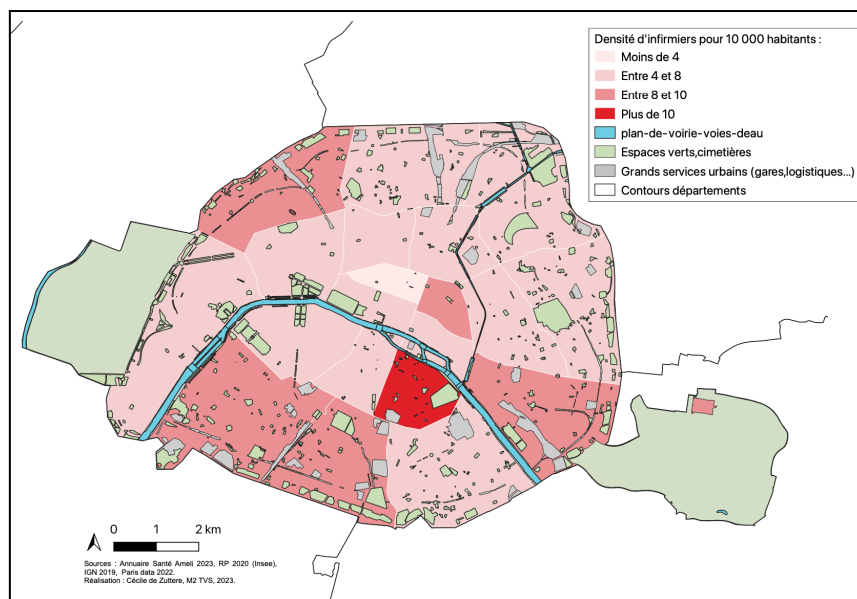 Densité d'infirmiers pour 10 000 habitants :
Moins de 4
Entre 4 et 8
Entre 8 et 10
Plus de 10
plan-de-voirie-voies-deau
Espaces verts,cimetières
Grands services urbains (gares,logistiques...)
Contours départements
0 1 2 km
Sources : Annuaire Santé Ameli 2023, RP 2020 (Insee),
IGN 2019, Paris data 2022.
Réalisation : Cécile de Zuttere, M2 TVS, 2023.